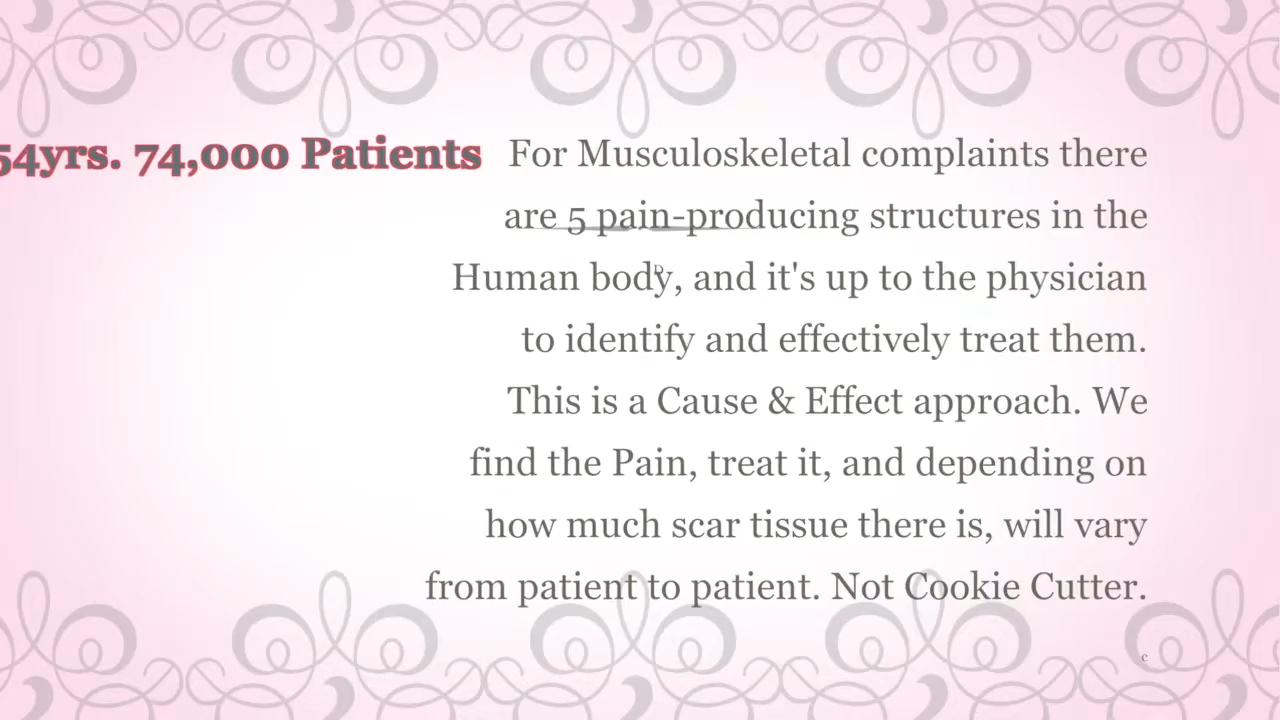 54yrs. 74,000 Patients For Musculoskeletal complaints there
are 5 pain-producing structures in the
Human body, and it's up to the physician
to identify and effectively treat them.
This is a Cause & Effect approach. We
find the Pain, treat it, and depending on
how much scar tissue there is, will vary
from patient to patient. Not Cookie Cutter.
c